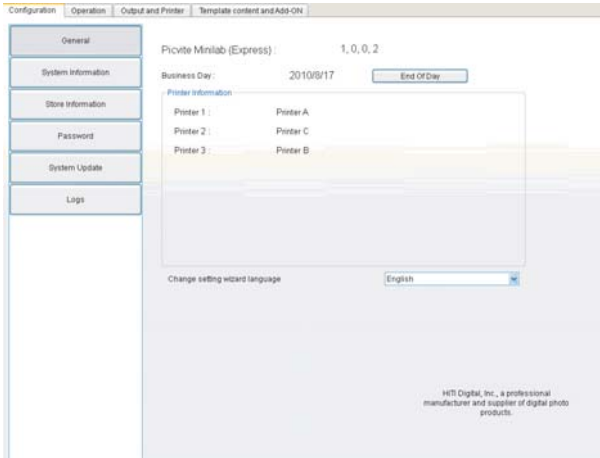 Configuration Operation Output and Printer Template content and Add-ON
General
System Information
Store Information
Password
System Update
Logs
Picvite Minilab (Express) : 1, 0, 0, 2
Business Day : 2010/8/17 End Of Day
Printer Information
Printer 1 : Printer A
Printer 2 : Printer C
Printer 3 : Printer B
Change setting wizard language English
HiTi Digital, Inc., a professional
manufacturer and supplier of digital photo
products.